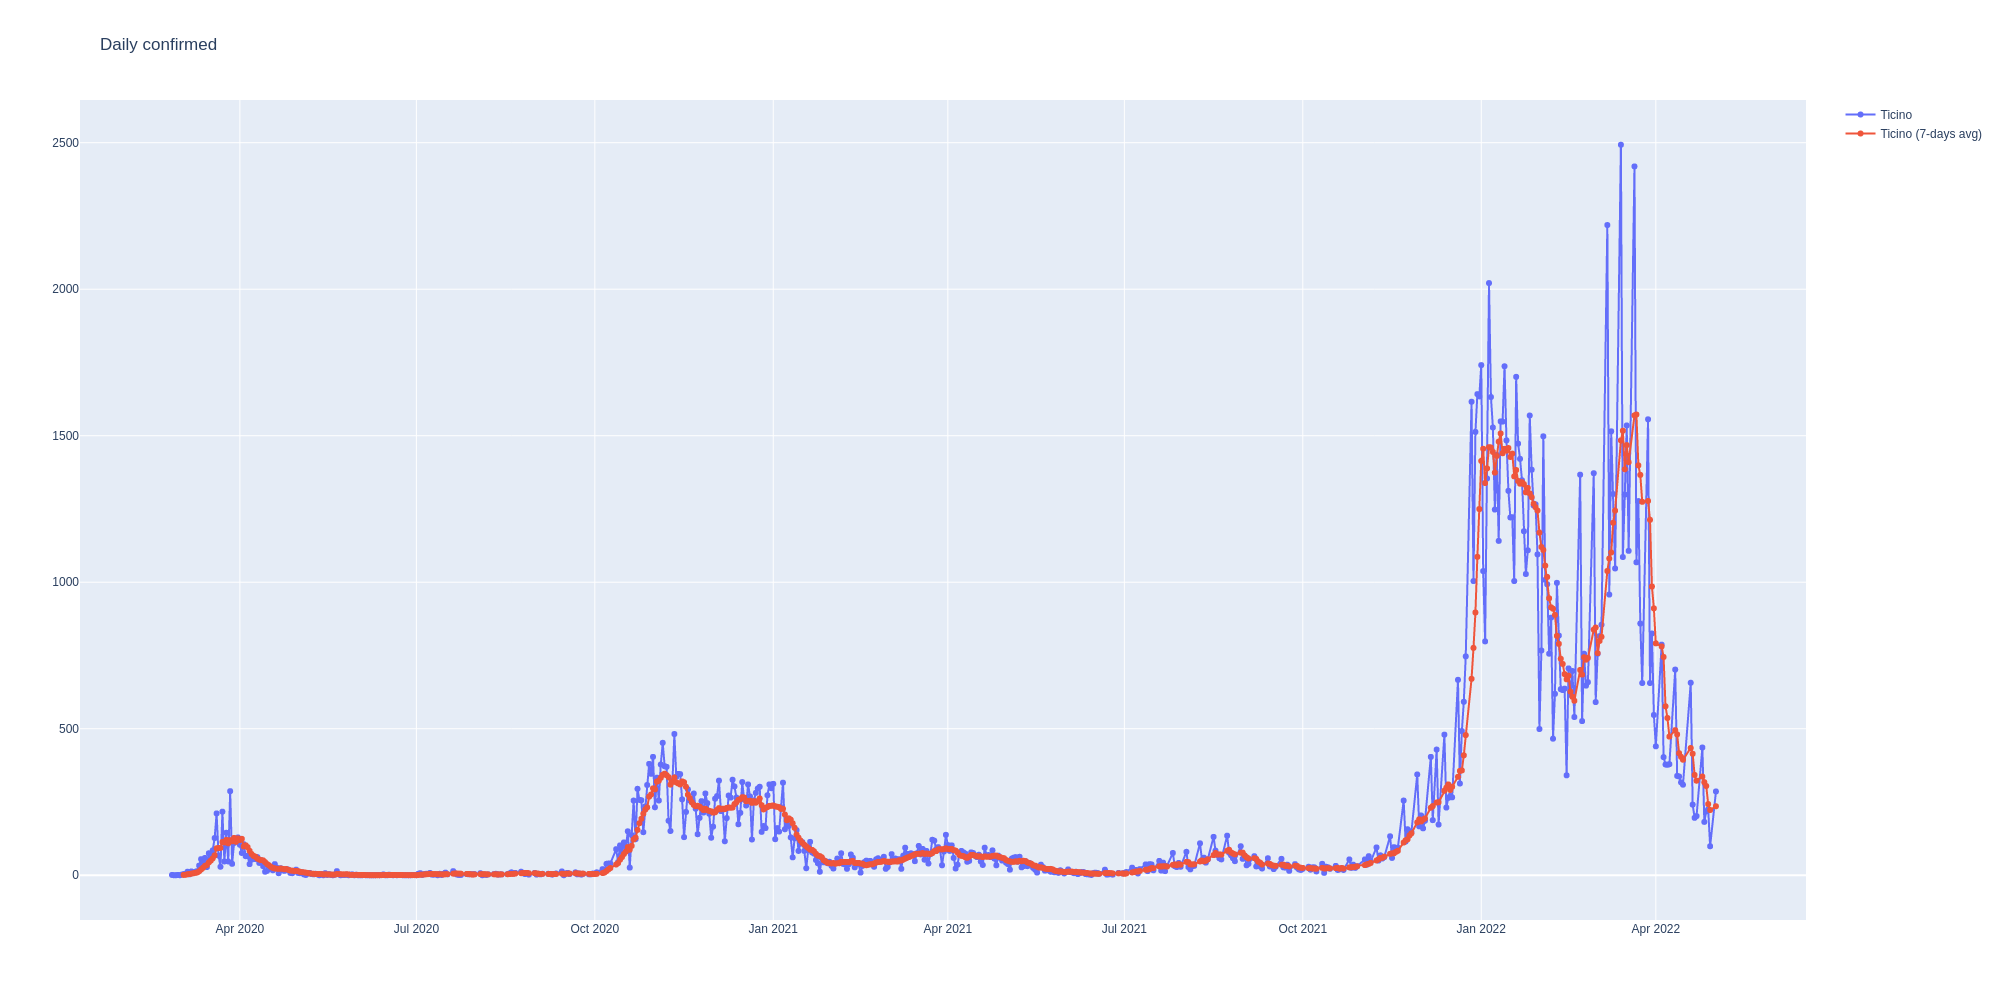 Daily confirmed
Ticino
Ticino (7-days avg)
2500
2000
1500
1000
500
0
Apr 2020
Jul 2020
Oct 2020
Jan 2021
Apr 2021
Jul 2021
Oct 2021
Jan 2022
Apr 2022